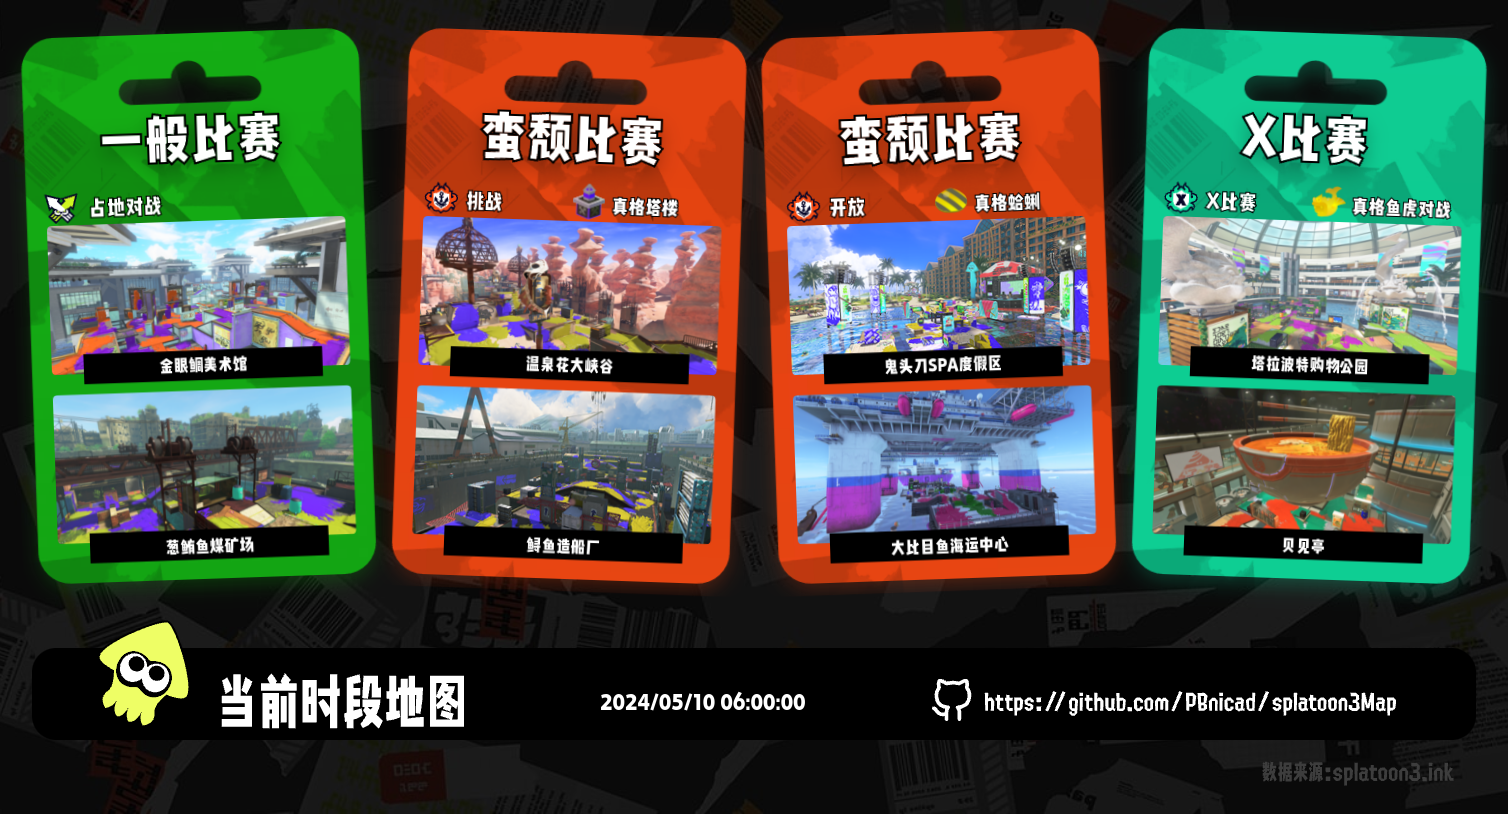 一般比赛
占地对战
金眼鲷美术馆
葱鲔鱼煤矿场
蛮颓比赛
挑战
真格塔楼
温泉花大峡谷
鲟鱼造船厂
蛮颓比赛
开放
真格蛤蜊
鬼头刀SPA度假区
大比目鱼海运中心
X比赛
X比赛
真格鱼虎对战
塔拉波特购物公园
贝见亭
当前时段地图
2024/05/10 06:00:00
https://github.com/PBnicad/splatoon3Map
数据来源:splatoon3.ink